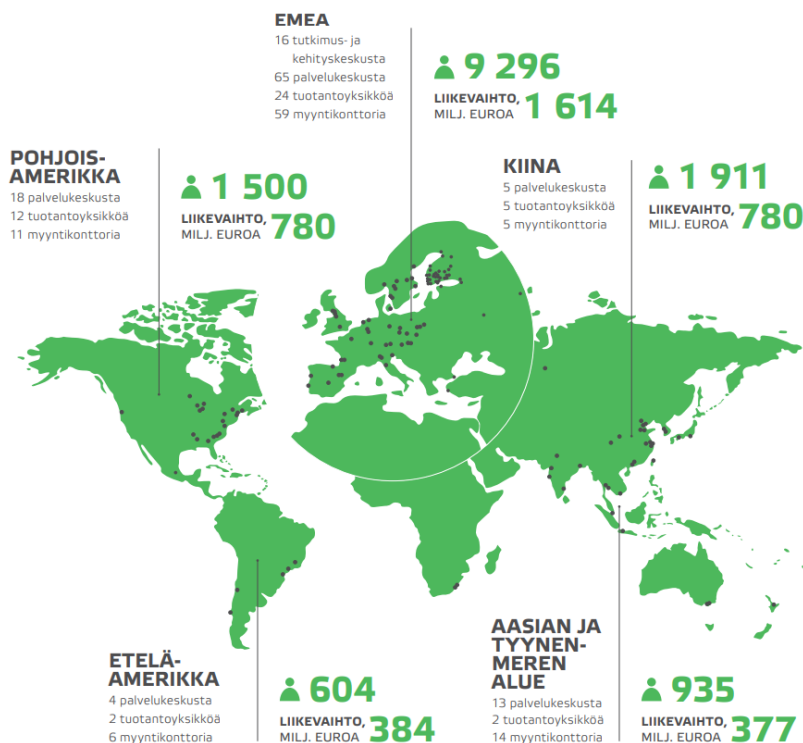 EMEA
16 tutkimus- ja
kehityskeskusta
65 palvelukeskusta
24 tuotantoyksikköä
59 myyntikonttoria
9 296
LIIKEVAIHTO,
MILJ. EUROA 1 614
POHJOIS-
AMERIKKA
18 palvelukeskusta
12 tuotantoyksikköä
11 myyntikonttoria
1 500
LIIKEVAIHTO,
MILJ. EUROA 780
KIINA
5 palvelukeskusta
5 tuotantoyksikköä
5 myyntikonttoria
1 911
LIIKEVAIHTO,
MILJ. EUROA 780
ETELÄ-
AMERIKKA
4 palvelukeskusta
2 tuotantoyksikköä
6 myyntikonttoria
604
LIIKEVAIHTO,
MILJ. EUROA 384
AASIAN JA
TYYNEN-
MEREN
ALUE
13 palvelukeskusta
2 tuotantoyksikköä
14 myyntikonttoria
935
LIIKEVAIHTO,
MILJ. EUROA 377